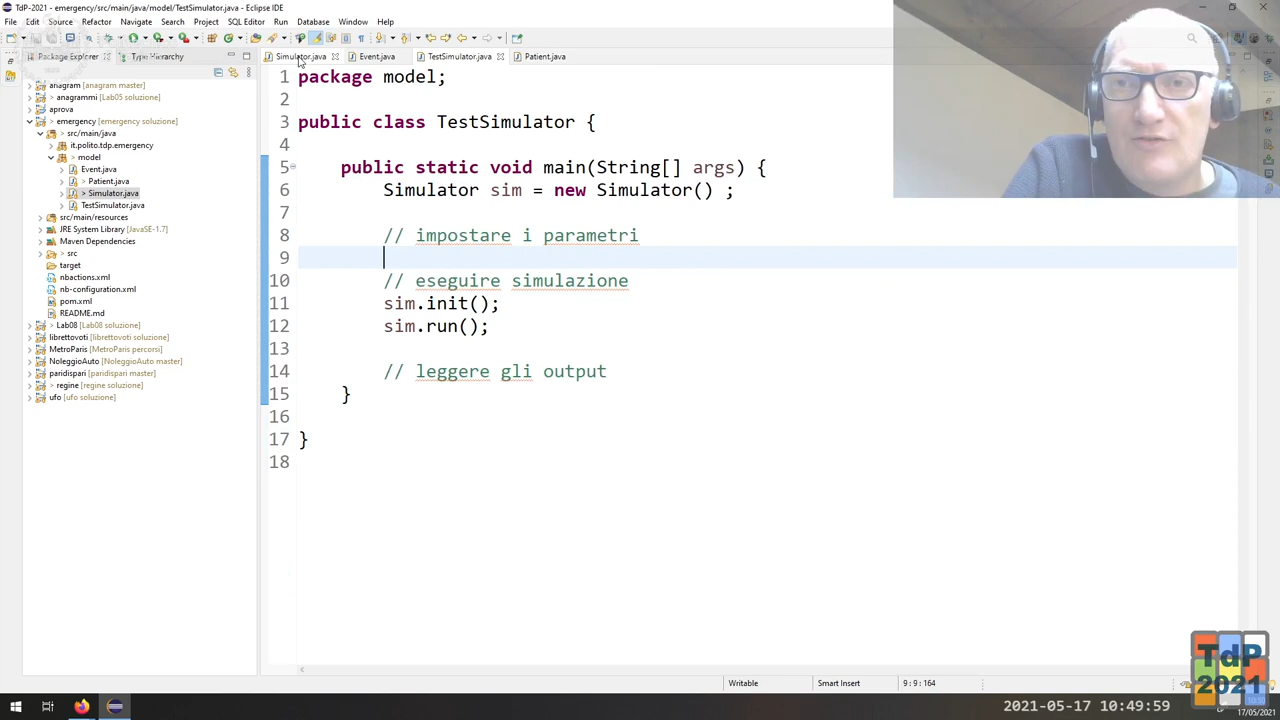 TdP-2021 - emergency/src/main/java/model/TestSimulator.java - Eclipse IDE
File Edit Source Refactor Navigate Search Project SQL Editor Run Database Window Help
Package Explorer Type Hierarchy
Simulator.java Event.java TestSimulator.java Patient.java
anagram [anagram master]
> anagrammi [Lab05 soluzione]
aprova
> emergency [emergency soluzione]
> src/main/java
> it.polito.tdp.emergency
> model
Event.java
> Patient.java
> Simulator.java
TestSimulator.java
src/main/resources
JRE System Library [JavaSE-1.7]
Maven Dependencies
> src
target
nbactions.xml
nb-configuration.xml
pom.xml
README.md
> Lab08 [Lab08 soluzione]
librettovoti [librettovoti soluzione]
MetroParis [MetroParis percorsi]
NoleggioAuto [NoleggioAuto master]
paridispari [paridispari master]
> regine [regine soluzione]
ufo [ufo soluzione]
1 package model;
2
3 public class TestSimulator {
4
5 public static void main(String[] args) {
6 Simulator sim = new Simulator() ;
7
8 // impostare i parametri
9
10 // eseguire simulazione
11 sim.init();
12 sim.run();
13
14 // leggere gli output
15 }
16
17 }
18
Writable Smart Insert 9 : 9 : 164
TdP
2021
2021-05-17 10:49:59
17/05/2021